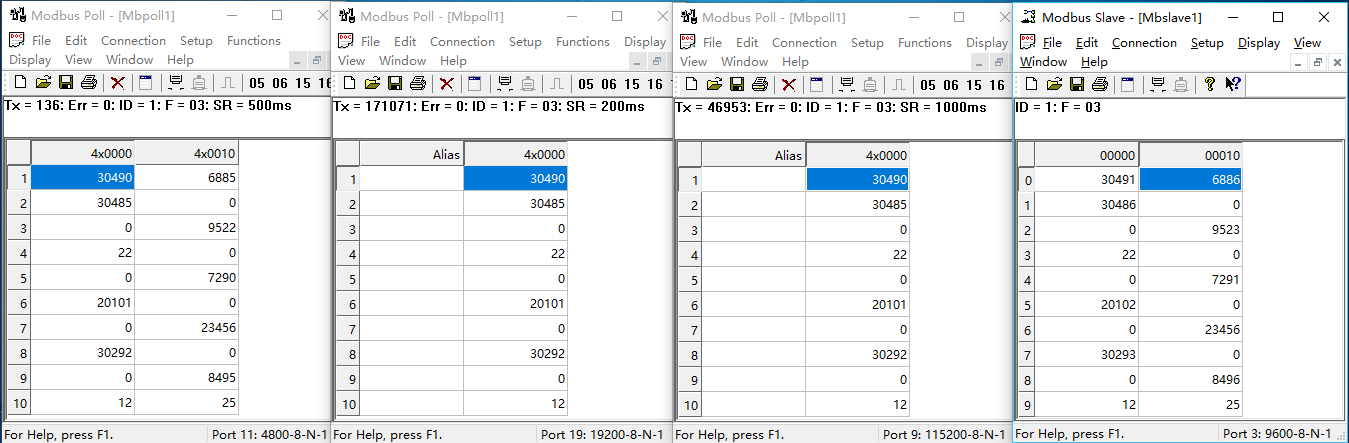 Modbus Poll - [Mbpoll1]
File Edit Connection Setup Functions
Display View Window Help
05 06 15 16
Tx = 136: Err = 0: ID = 1: F = 03: SR = 500ms
4x0000 4x0010
1 30490 6885
2 30485 0
3 0 9522
4 22 0
5 0 7290
6 20101 0
7 0 23456
8 30292 0
9 0 8495
10 12 25
For Help, press F1. Port 11: 4800-8-N-1
Modbus Poll - [Mbpoll1]
File Edit Connection Setup Functions Display
View Window Help
05 06 15 16
Tx = 171071: Err = 0: ID = 1: F = 03: SR = 200ms
Alias 4x0000
1 30490
2 30485
3 0
4 22
5 0
6 20101
7 0
8 30292
9 0
10 12
For Help, press F1. Port 19: 19200-8-N-1
Modbus Poll - [Mbpoll1]
File Edit Connection Setup Functions Display
View Window Help
05 06 15 16
Tx = 46953: Err = 0: ID = 1: F = 03: SR = 1000ms
Alias 4x0000
1 30490
2 30485
3 0
4 22
5 0
6 20101
7 0
8 30292
9 0
10 12
For Help, press F1. Port 9: 115200-8-N-1
Modbus Slave - [Mbslave1]
File Edit Connection Setup Display View
Window Help
ID = 1: F = 03
00000 00010
0 30491 6886
1 30486 0
2 0 9523
3 22 0
4 0 7291
5 20102 0
6 0 23456
7 30293 0
8 0 8496
9 12 25
For Help, press F1. Port 3: 9600-8-N-1